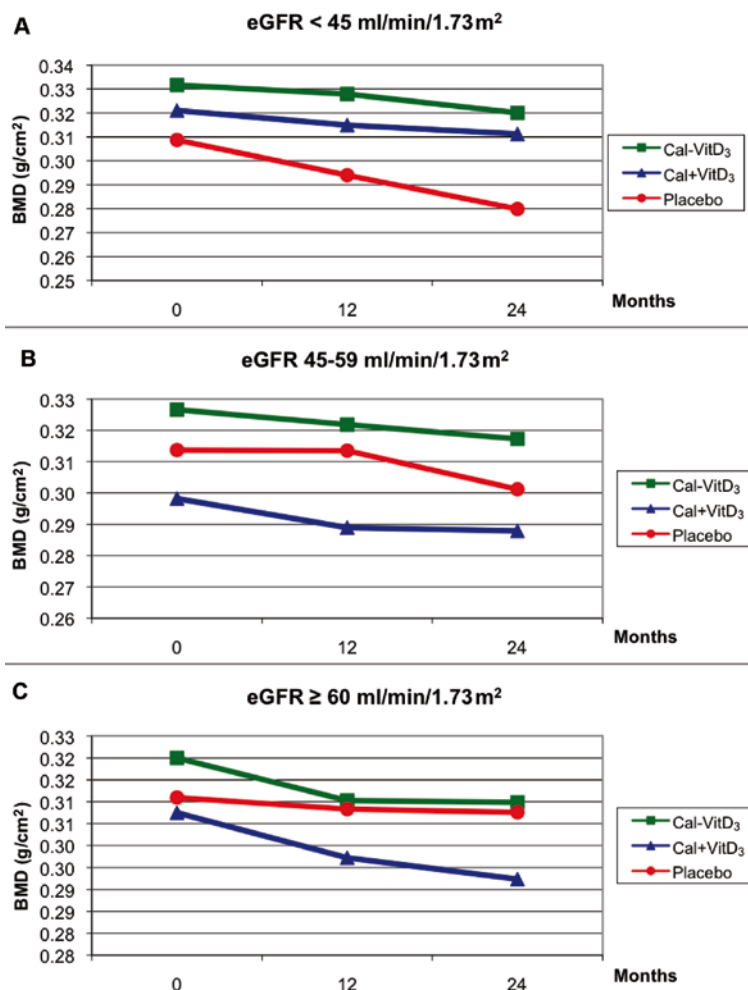 A
eGFR < 45 ml/min/1.73m²
0.34
0.33
0.32
0.31
0.30
0.29
0.28
0.27
0.26
0.25
BMD (g/cm²)
Cal-VitD₃
Cal+VitD₃
Placebo
0 12 24 Months
B
eGFR 45-59 ml/min/1.73m²
0.33
0.32
0.31
0.30
0.29
0.28
0.27
0.26
BMD (g/cm²)
Cal-VitD₃
Cal+VitD₃
Placebo
0 12 24 Months
C
eGFR ≥ 60 ml/min/1.73m²
0.33
0.32
0.32
0.31
0.31
0.30
0.30
0.29
0.29
0.28
0.28
BMD (g/cm²)
Cal-VitD₃
Cal+VitD₃
Placebo
0 12 24 Months